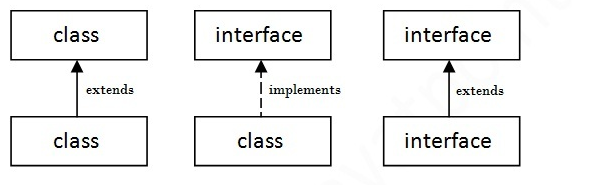 class interface interface
extends implements extends
class class interface